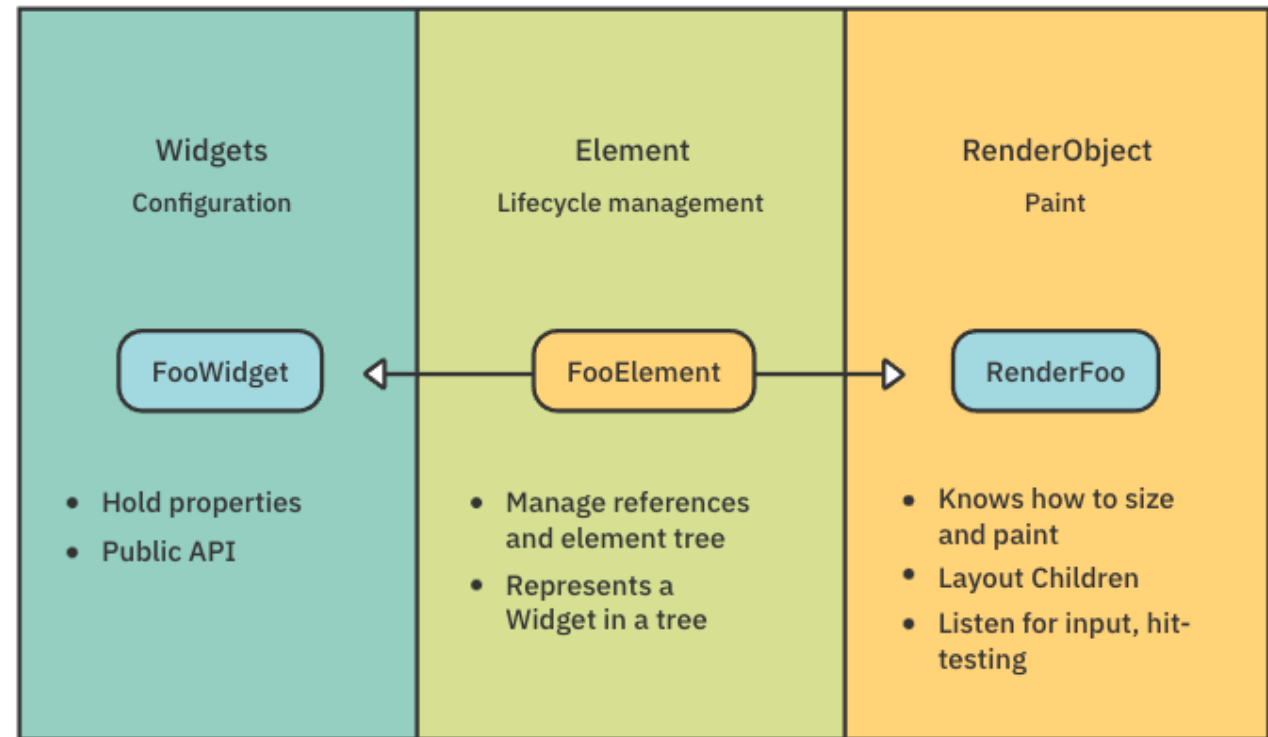 Widgets
Configuration
FooWidget
Hold properties
Public API
Element
Lifecycle management
FooElement
Manage references
and element tree
Represents a
Widget in a tree
RenderObject
Paint
RenderFoo
Knows how to size
and paint
Layout Children
Listen for input, hit-
testing